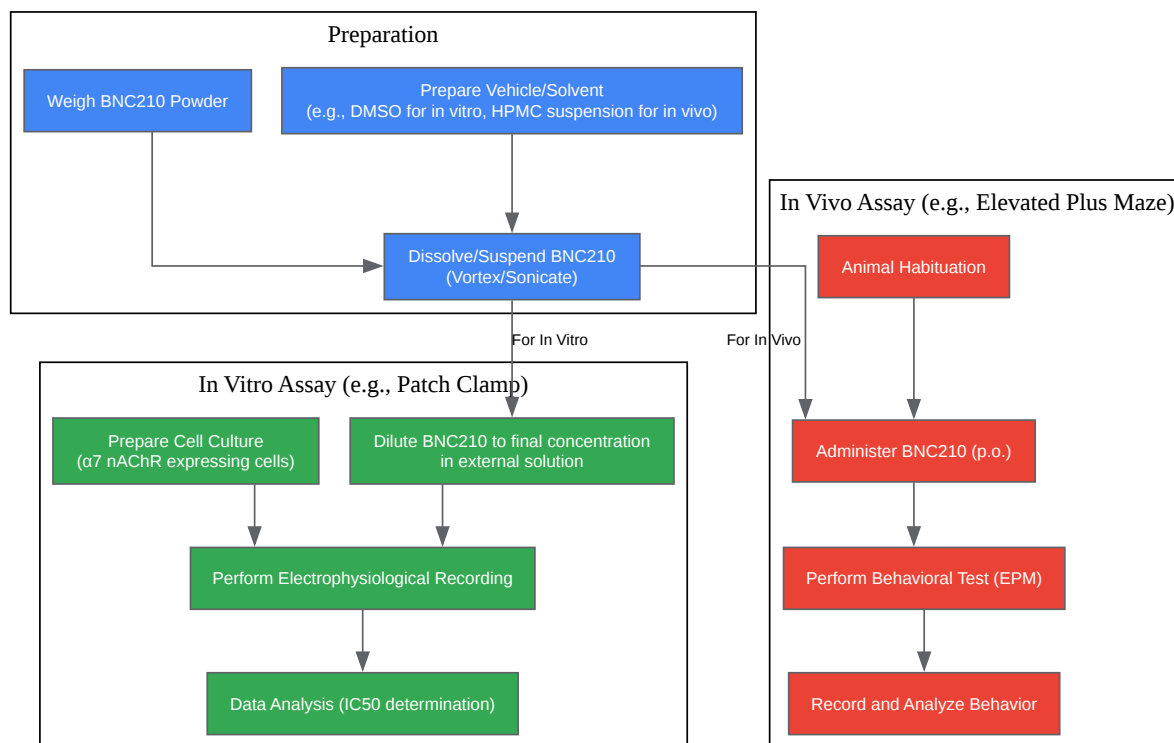 Preparation
Weigh BNC210 Powder
Prepare Vehicle/Solvent
(e.g., DMSO for in vitro, HPMC suspension for in vivo)
Dissolve/Suspend BNC210
(Vortex/Sonicate)
For In Vitro
For In Vivo
In Vitro Assay (e.g., Patch Clamp)
Prepare Cell Culture
(α7 nAChR expressing cells)
Dilute BNC210 to final concentration
in external solution
Perform Electrophysiological Recording
Data Analysis (IC50 determination)
In Vivo Assay (e.g., Elevated Plus Maze)
Animal Habituation
Administer BNC210 (p.o.)
Perform Behavioral Test (EPM)
Record and Analyze Behavior